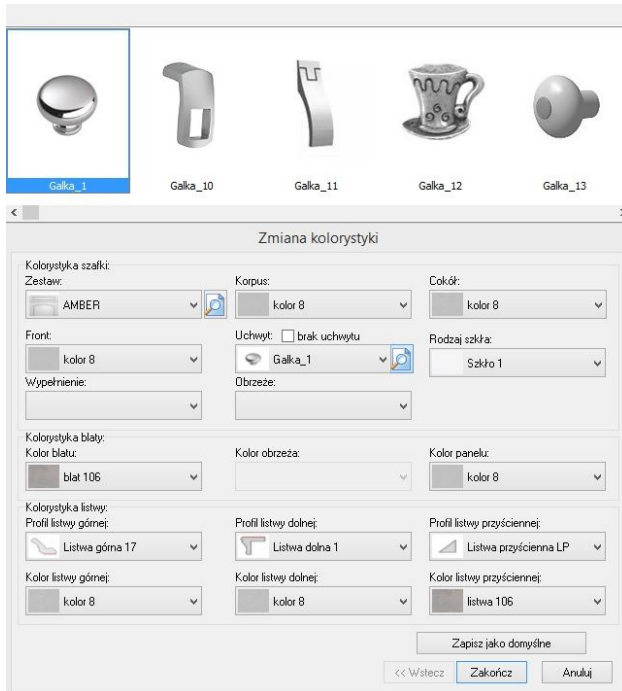 Galka_1 Galka_10 Galka_11 Galka_12 Galka_13
Zmiana kolorystyki
Kolorystyka szafki:
Zestaw: Korpus: Cokół:
AMBER kolor 8 kolor 8
Front: Uchwyt: brak uchwytu Rodzaj szkła:
kolor 8 Galka_1 Szkło 1
Wypełnienie: Obrzeże:
Kolorystyka blaty:
Kolor blatu: Kolor obrzeża: Kolor panelu:
blat 106 kolor 8
Kolorystyka listwy:
Profil listwy górnej: Profil listwy dolnej: Profil listwy przyściennej:
Listwa górna 17 Listwa dolna 1 Listwa przyścienna LP
Kolor listwy górnej: Kolor listwy dolnej: Kolor listwy przyściennej:
kolor 8 kolor 8 listwa 106
Zapisz jako domyślne
<< Wstecz Zakończ Anuluj